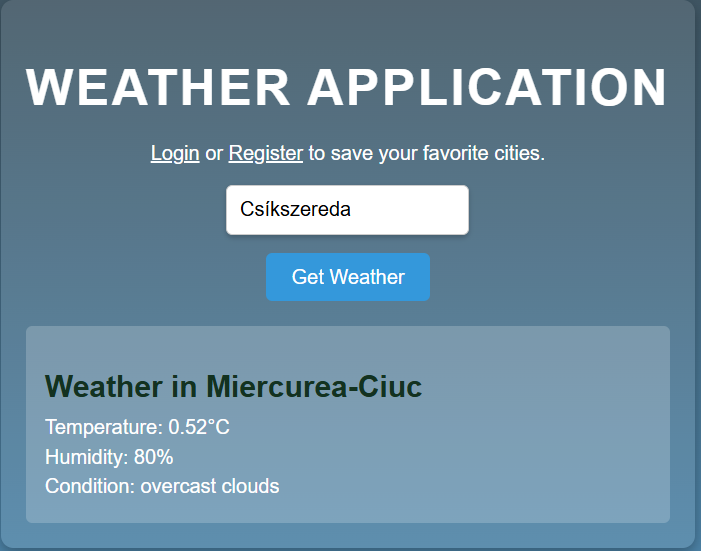 WEATHER APPLICATION
Login or Register to save your favorite cities.
Csíkszereda
Get Weather
Weather in Miercurea-Ciuc
Temperature: 0.52°C
Humidity: 80%
Condition: overcast clouds